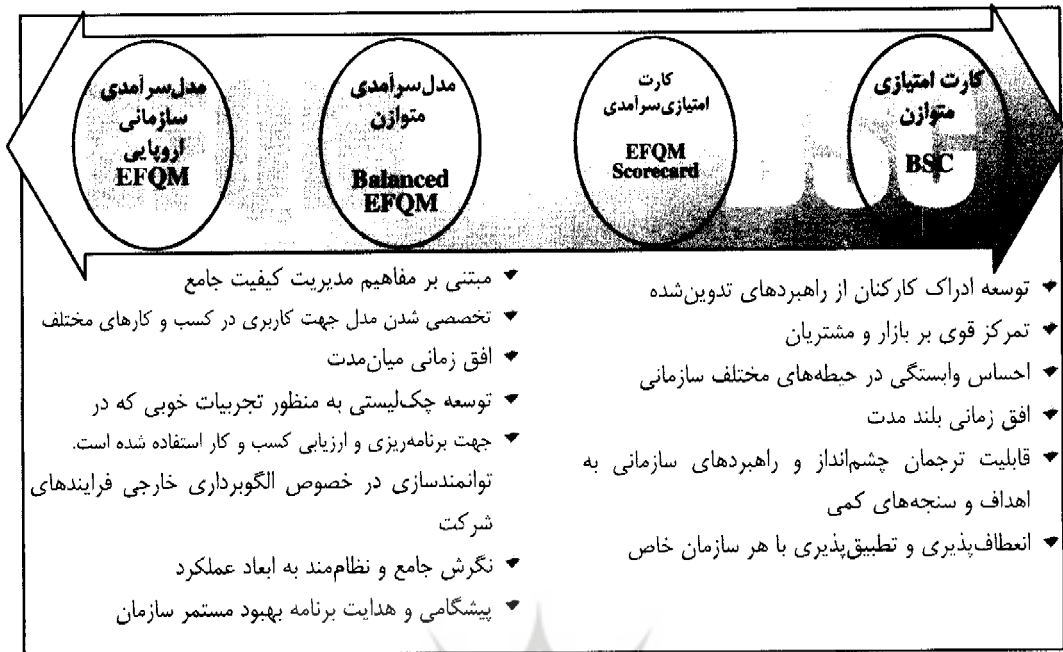 کارت امتیازی
متوازن
BSC
کارت
امتیازی‌سرآمدی
EFQM
Scorecard
مدل‌سرآمدی
متوازن
Balanced
EFQM
مدل‌سرآمدی
سازمانی
اروپایی
EFQM
توسعه ادراک کارکنان از راهبردهای تدوین‌شده
تمرکز قوی بر بازار و مشتریان
احساس وابستگی در حیطه‌های مختلف سازمانی
افق زمانی بلند مدت
قابلیت ترجمان چشم‌انداز و راهبردهای سازمانی به
اهداف و سنجه‌های کمی
انعطاف‌پذیری و تطبیق‌پذیری با هر سازمان خاص
مبتنی بر مفاهیم مدیریت کیفیت جامع
تخصصی شدن مدل جهت کاربری در کسب و کارهای مختلف
افق زمانی میان‌مدت
توسعه چک‌لیستی به منظور تجربیات خوبی که در
جهت برنامه‌ریزی و ارزیابی کسب و کار استفاده شده است.
توانمندسازی در خصوص الگوبرداری خارجی فرایندهای
شرکت
نگرش جامع و نظام‌مند به ابعاد عملکرد
پیشگامی و هدایت برنامه بهبود مستمر سازمان